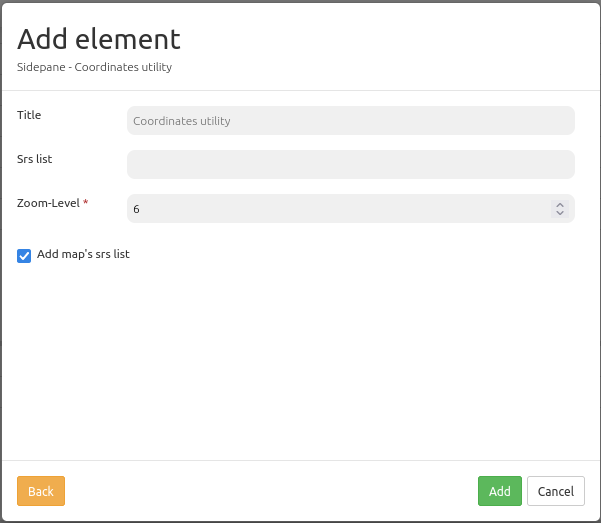 Add element
Sidepane - Coordinates utility
Title
Coordinates utility
Srs list
Zoom-Level *
6
Add map's srs list
Back
Add
Cancel